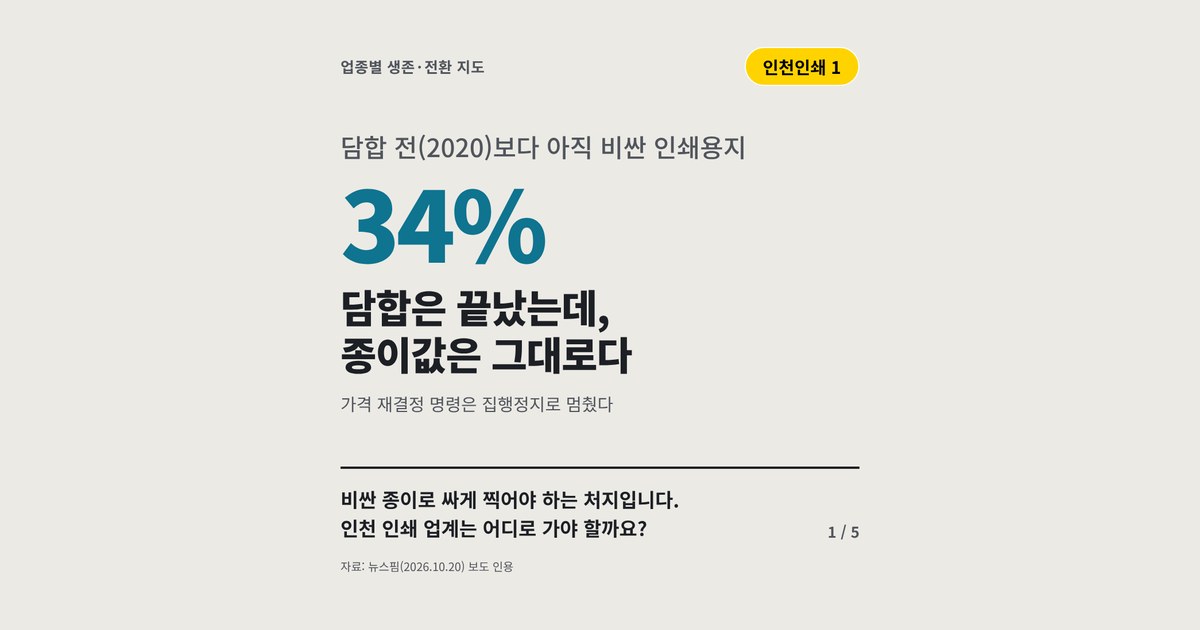 업종별 생존·전환 지도
인천인쇄 1
담합 전(2020)보다 아직 비싼 인쇄용지
34%
담합은 끝났는데,
종이값은 그대로다
가격 재결정 명령은 집행정지로 멈췄다
비싼 종이로 싸게 찍어야 하는 처지입니다.
인천 인쇄 업계는 어디로 가야 할까요?
1 / 5
자료: 뉴스핌(2026.10.20) 보도 인용